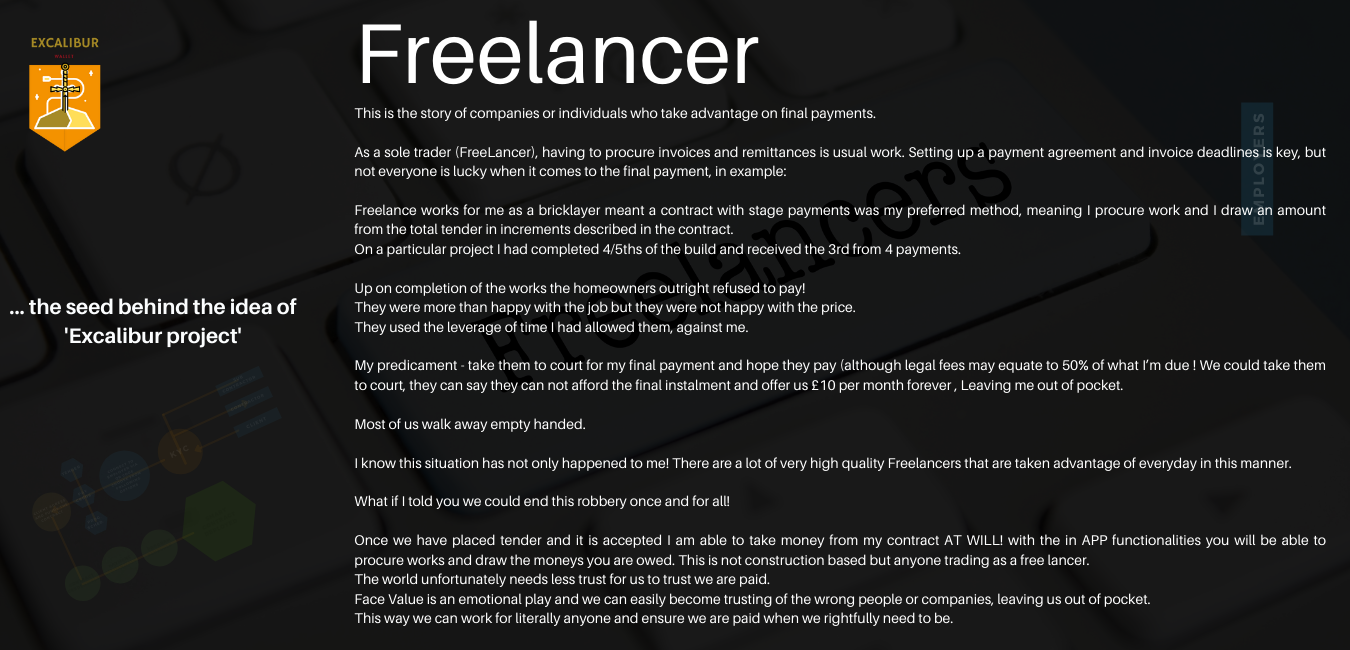 EXCALIBUR
Freelancer
This is the story of companies or individuals who take advantage on final payments.
As a sole trader (FreeLancer), having to procure invoices and remittances is usual work. Setting up a payment agreement and invoice deadlines is key, but
not everyone is lucky when it comes to the final payment, in example:
Freelance works for me as a bricklayer meant a contract with stage payments was my preferred method, meaning I procure work and I draw an amount
from the total tender in increments described in the contract.
On a particular project I had completed 4/5ths of the build and received the 3rd from 4 payments.
Up on completion of the works the homeowners outright refused to pay!
They were more than happy with the job but they were not happy with the price.
They used the leverage of time I had allowed them, against me.
My predicament - take them to court for my final payment and hope they pay (although legal fees may equate to 50% of what I’m due ! We could take them
to court, they can say they can not afford the final instalment and offer us £10 per month forever , Leaving me out of pocket.
Most of us walk away empty handed.
I know this situation has not only happened to me! There are a lot of very high quality Freelancers that are taken advantage of everyday in this manner.
What if I told you we could end this robbery once and for all!
Once we have placed tender and it is accepted I am able to take money from my contract AT WILL! with the in APP functionalities you will be able to
procure works and draw the moneys you are owed. This is not construction based but anyone trading as a free lancer.
The world unfortunately needs less trust for us to trust we are paid.
Face Value is an emotional play and we can easily become trusting of the wrong people or companies, leaving us out of pocket.
This way we can work for literally anyone and ensure we are paid when we rightfully need to be.
... the seed behind the idea of
'Excalibur project'
Freelancers
EMPLOYERS